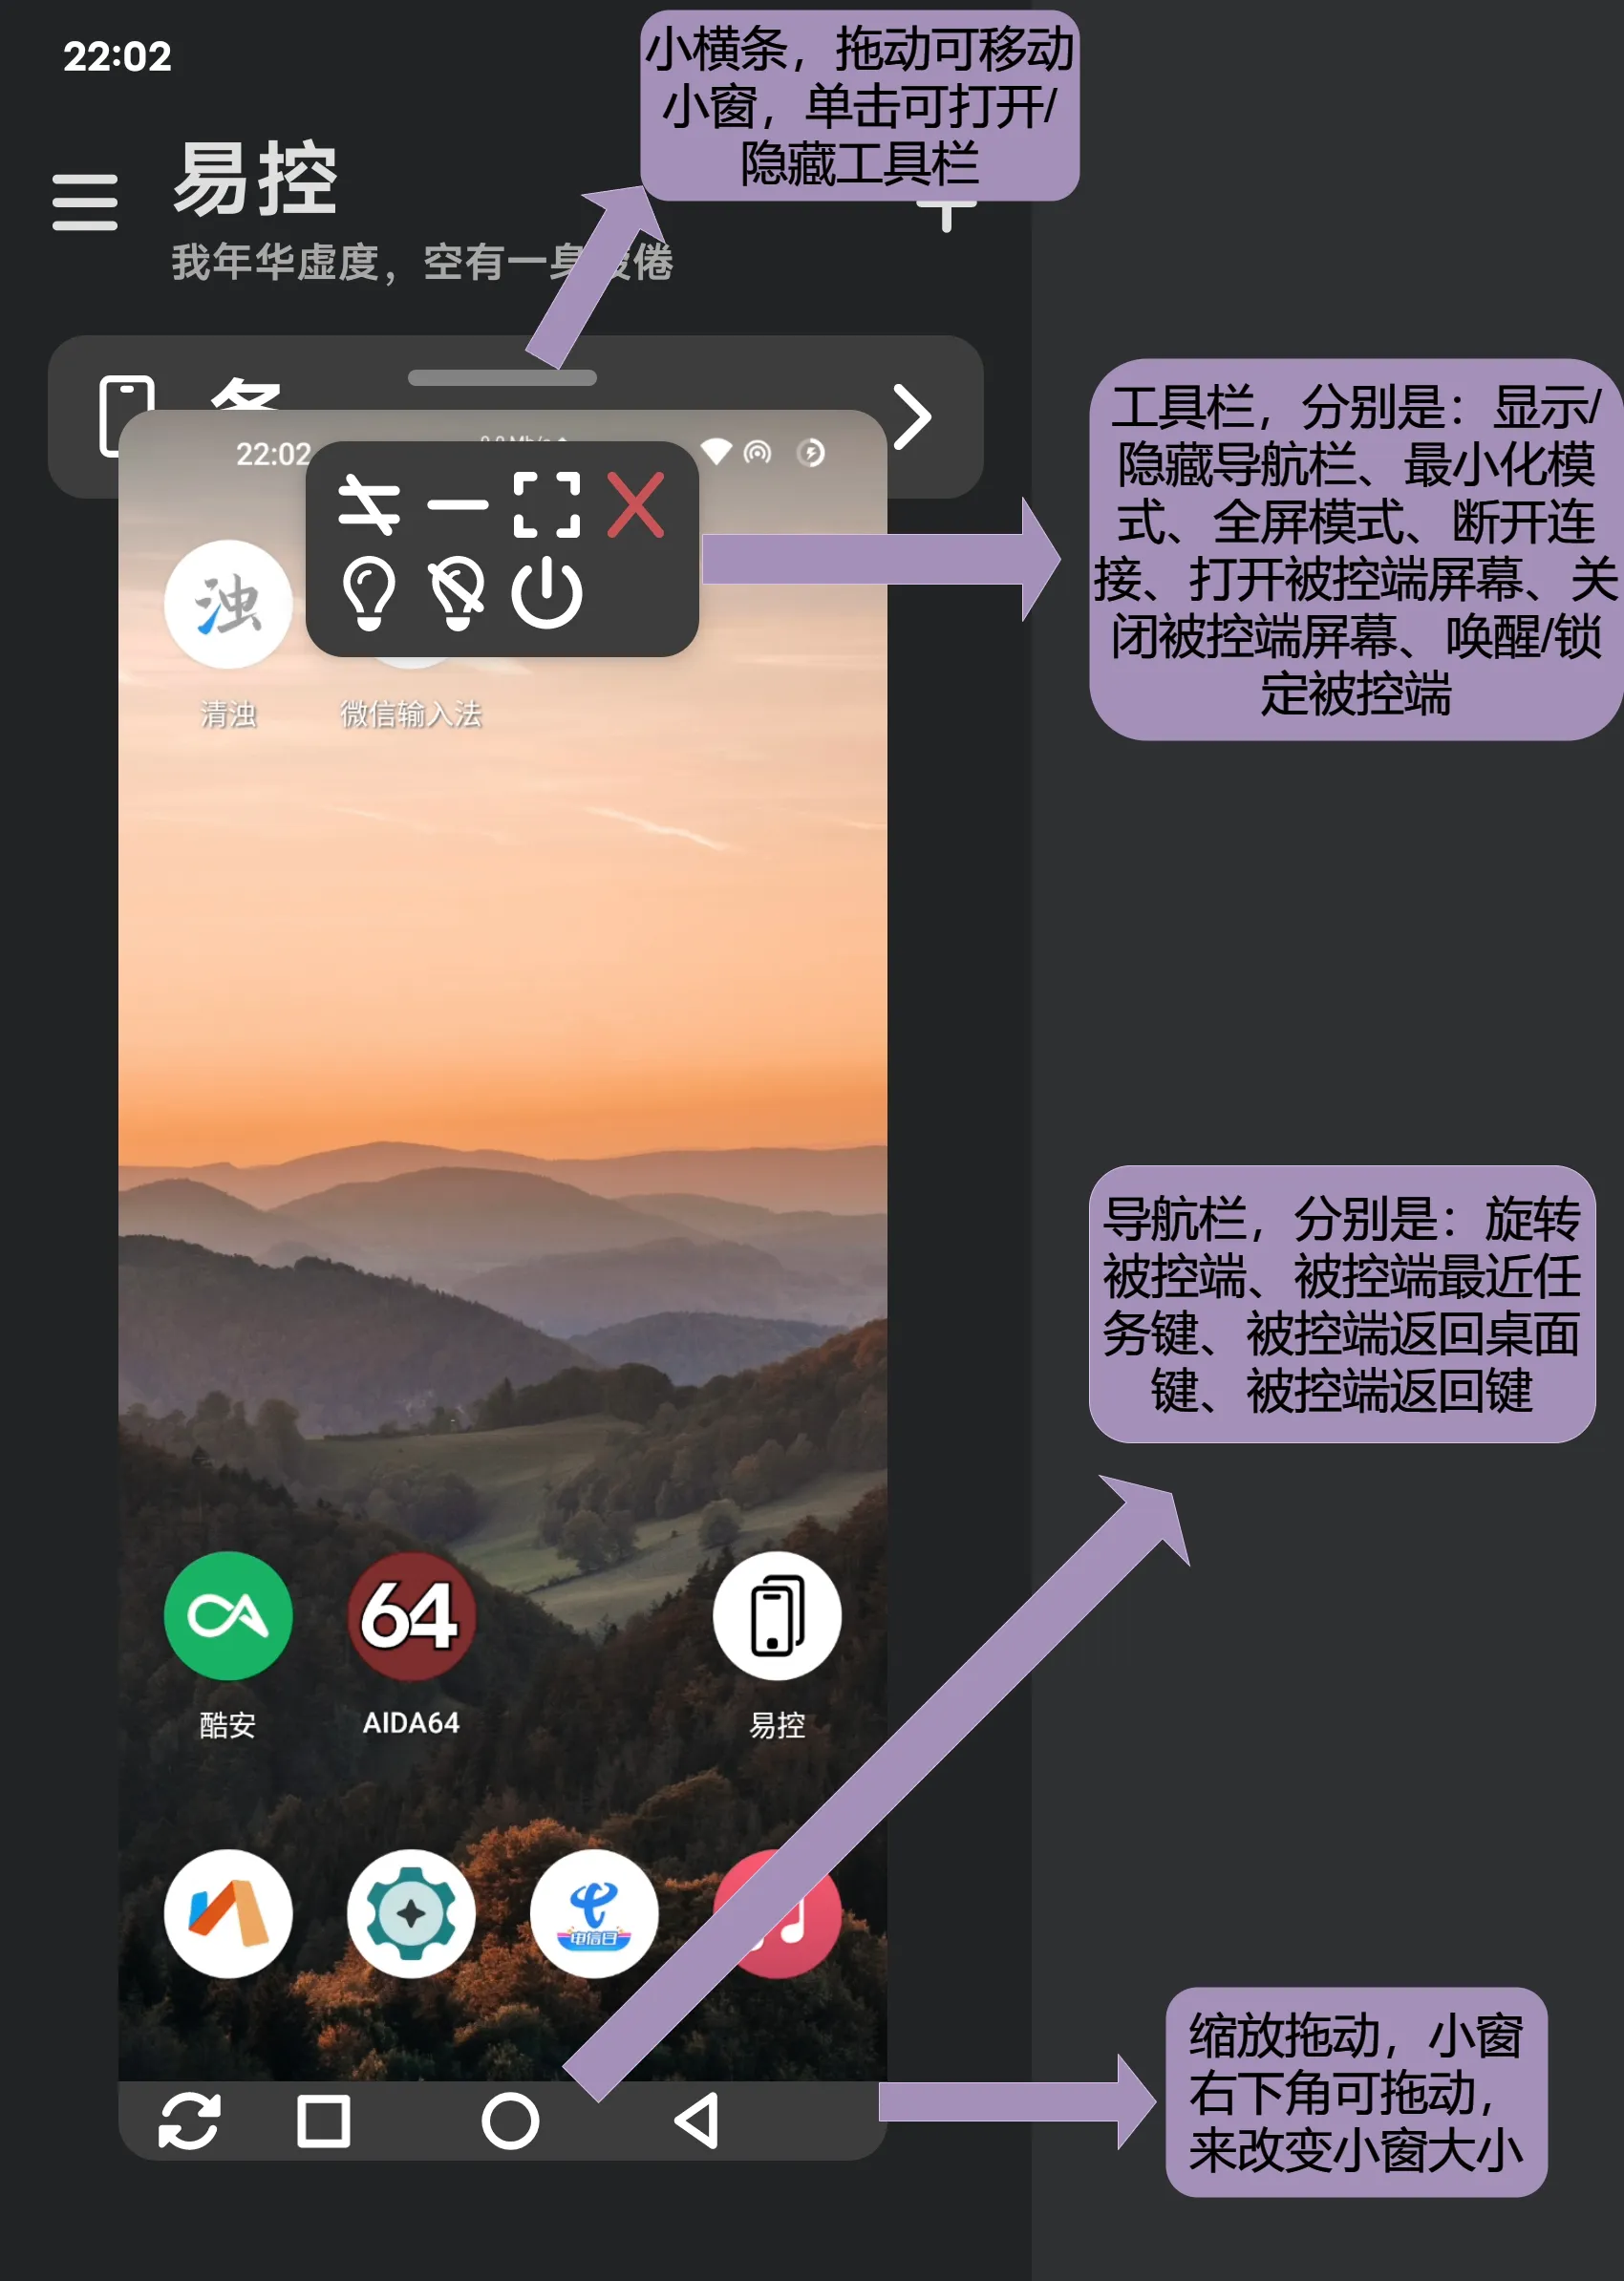 22:02
小横条，拖动可移动
小窗，单击可打开/
隐藏工具栏
易控
我年华虚度，空有一身疲倦
22:02
工具栏，分别是：显示/
隐藏导航栏、最小化模
式、全屏模式、断开连
接、打开被控端屏幕、关
闭被控端屏幕、唤醒/锁
定被控端
浊
清浊
微信输入法
导航栏，分别是：旋转
被控端、被控端最近任
务键、被控端返回桌面
键、被控端返回键
64
酷安
AIDA64
易控
电信日
缩放拖动，小窗
右下角可拖动，
来改变小窗大小